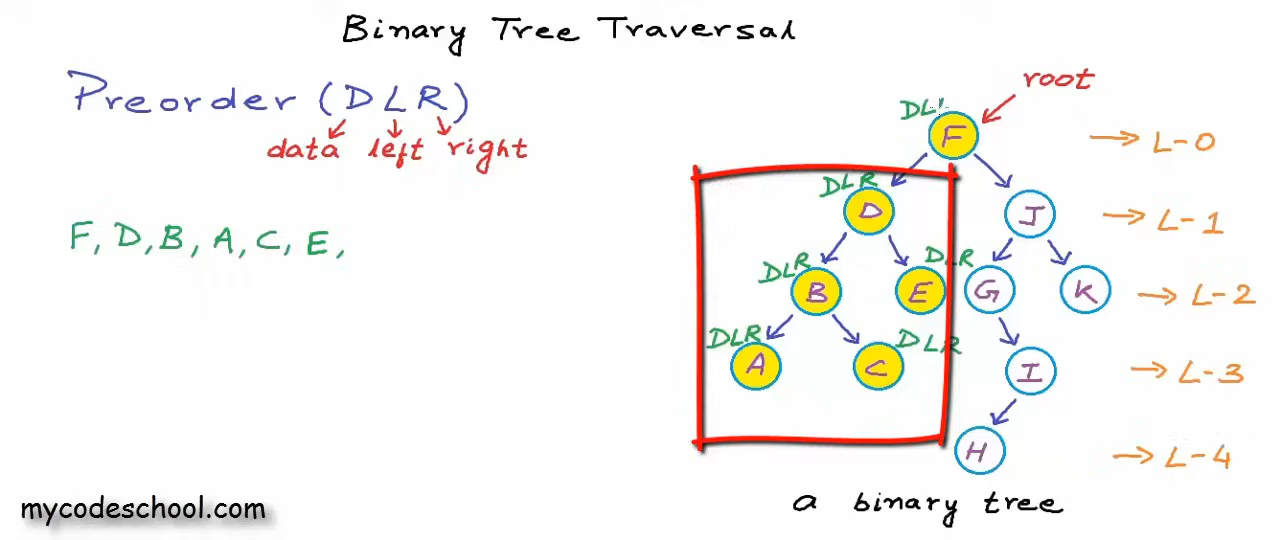 Binary Tree Traversal
Preorder (DLR)
data left right
F, D, B, A, C, E,
root
DL
F
→ L-0
DLR
D
J
→ L-1
DLR
B
DLR
E
G
K
→ L-2
DLR
A
DLR
C
I
→ L-3
H
→ L-4
a binary tree
mycodeschool.com